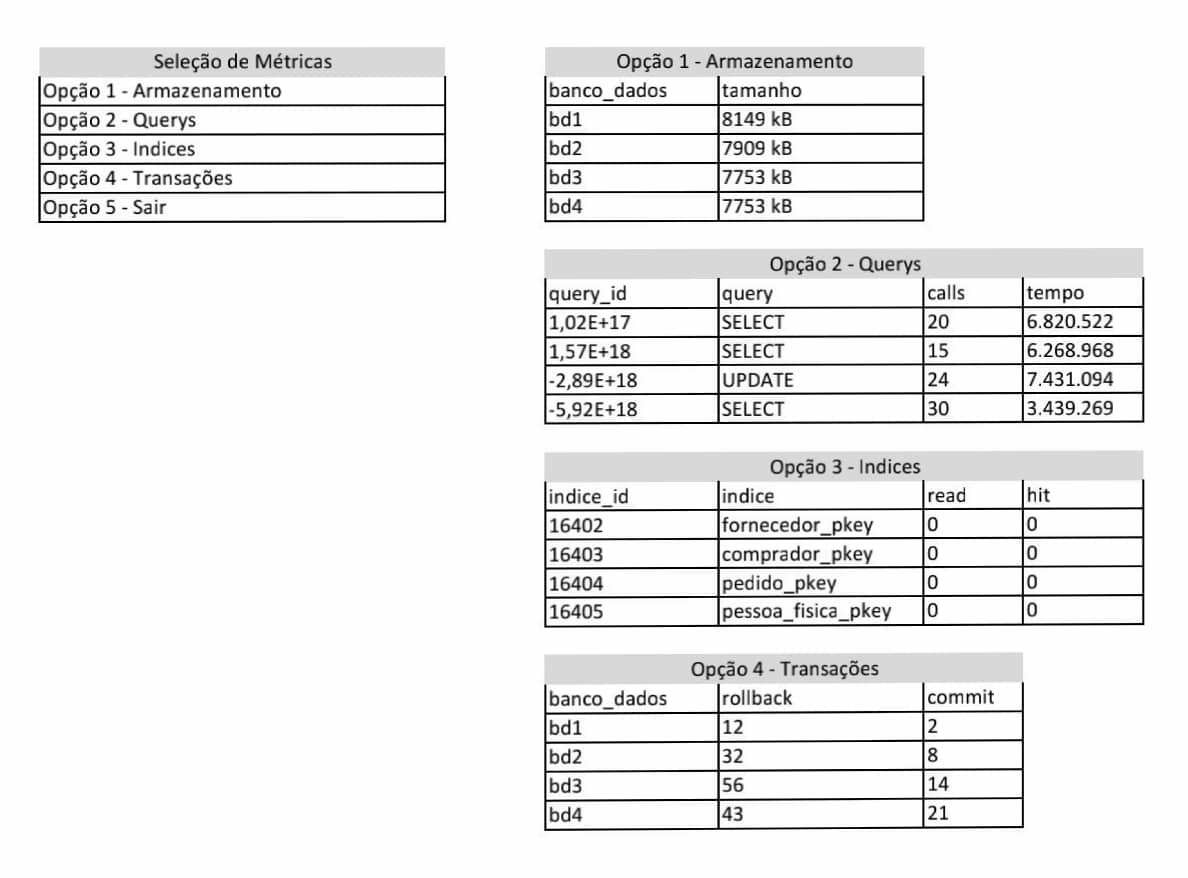 Seleção de Métricas
Opção 1 - Armazenamento
Opção 2 - Querys
Opção 3 - Indices
Opção 4 - Transações
Opção 5 - Sair
Opção 1 - Armazenamento
banco_dados tamanho
bd1 8149 kB
bd2 7909 kB
bd3 7753 kB
bd4 7753 kB
Opção 2 - Querys
query_id query calls tempo
1,02E+17 SELECT 20 6.820.522
1,57E+18 SELECT 15 6.268.968
-2,89E+18 UPDATE 24 7.431.094
-5,92E+18 SELECT 30 3.439.269
Opção 3 - Indices
indice_id indice read hit
16402 fornecedor_pkey 0 0
16403 comprador_pkey 0 0
16404 pedido_pkey 0 0
16405 pessoa_fisica_pkey 0 0
Opção 4 - Transações
banco_dados rollback commit
bd1 12 2
bd2 32 8
bd3 56 14
bd4 43 21